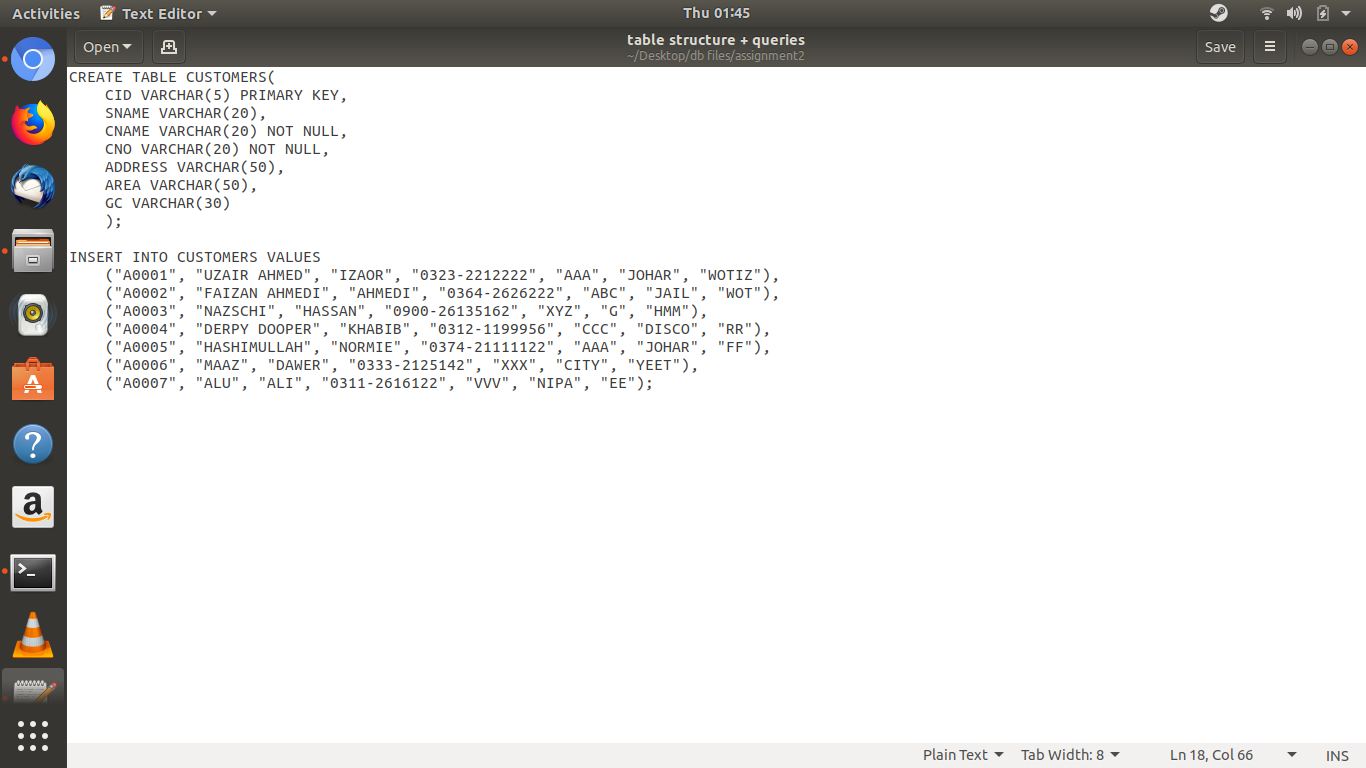 Activities Text Editor Thu 01:45
Open table structure + queries Save
~/Desktop/db files/assignment2
CREATE TABLE CUSTOMERS(
    CID VARCHAR(5) PRIMARY KEY,
    SNAME VARCHAR(20),
    CNAME VARCHAR(20) NOT NULL,
    CNO VARCHAR(20) NOT NULL,
    ADDRESS VARCHAR(50),
    AREA VARCHAR(50),
    GC VARCHAR(30)
    );
INSERT INTO CUSTOMERS VALUES
    ("A0001", "UZAIR AHMED", "IZAOR", "0323-2212222", "AAA", "JOHAR", "WOTIZ"),
    ("A0002", "FAIZAN AHMEDI", "AHMEDI", "0364-2626222", "ABC", "JAIL", "WOT"),
    ("A0003", "NAZSCHI", "HASSAN", "0900-26135162", "XYZ", "G", "HMM"),
    ("A0004", "DERPY DOOPER", "KHABIB", "0312-1199956", "CCC", "DISCO", "RR"),
    ("A0005", "HASHIMULLAH", "NORMIE", "0374-21111122", "AAA", "JOHAR", "FF"),
    ("A0006", "MAAZ", "DAWER", "0333-2125142", "XXX", "CITY", "YEET"),
    ("A0007", "ALU", "ALI", "0311-2616122", "VVV", "NIPA", "EE");
Plain Text Tab Width: 8 Ln 18, Col 66 INS